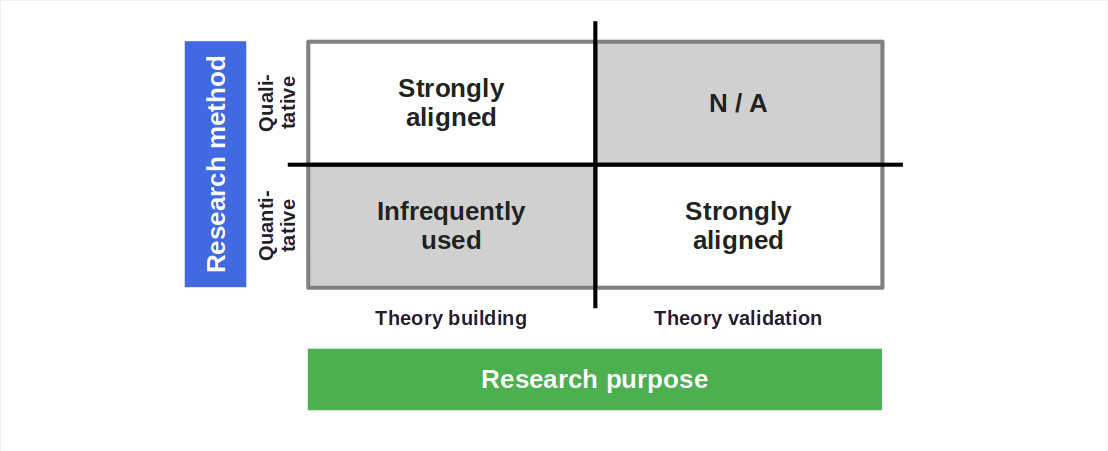 Research method
Quali-
tative
Strongly
aligned
N / A
Quanti-
tative
Infrequently
used
Strongly
aligned
Theory building
Theory validation
Research purpose